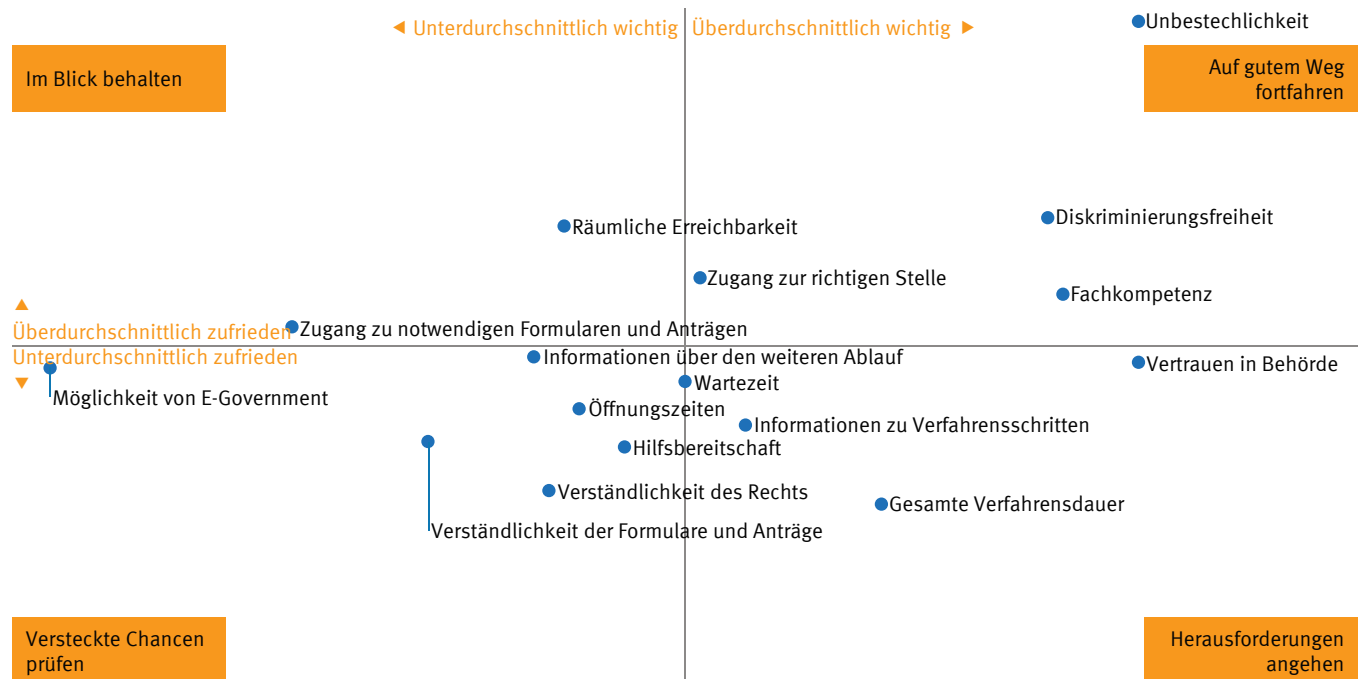 ◄ Unterdurchschnittlich wichtig
Überdurchschnittlich wichtig ►
Unbestechlichkeit
Im Blick behalten
Auf gutem Weg
fortfahren
Diskriminierungsfreiheit
Räumliche Erreichbarkeit
Zugang zur richtigen Stelle
Fachkompetenz
▲
Überdurchschnittlich zufrieden
Zugang zu notwendigen Formularen und Anträgen
Unterdurchschnittlich zufrieden
▼
Informationen über den weiteren Ablauf
Vertrauen in Behörde
Wartezeit
Möglichkeit von E-Government
Öffnungszeiten
Informationen zu Verfahrensschritten
Hilfsbereitschaft
Verständlichkeit des Rechts
Gesamte Verfahrensdauer
Verständlichkeit der Formulare und Anträge
Versteckte Chancen
prüfen
Herausforderungen
angehen